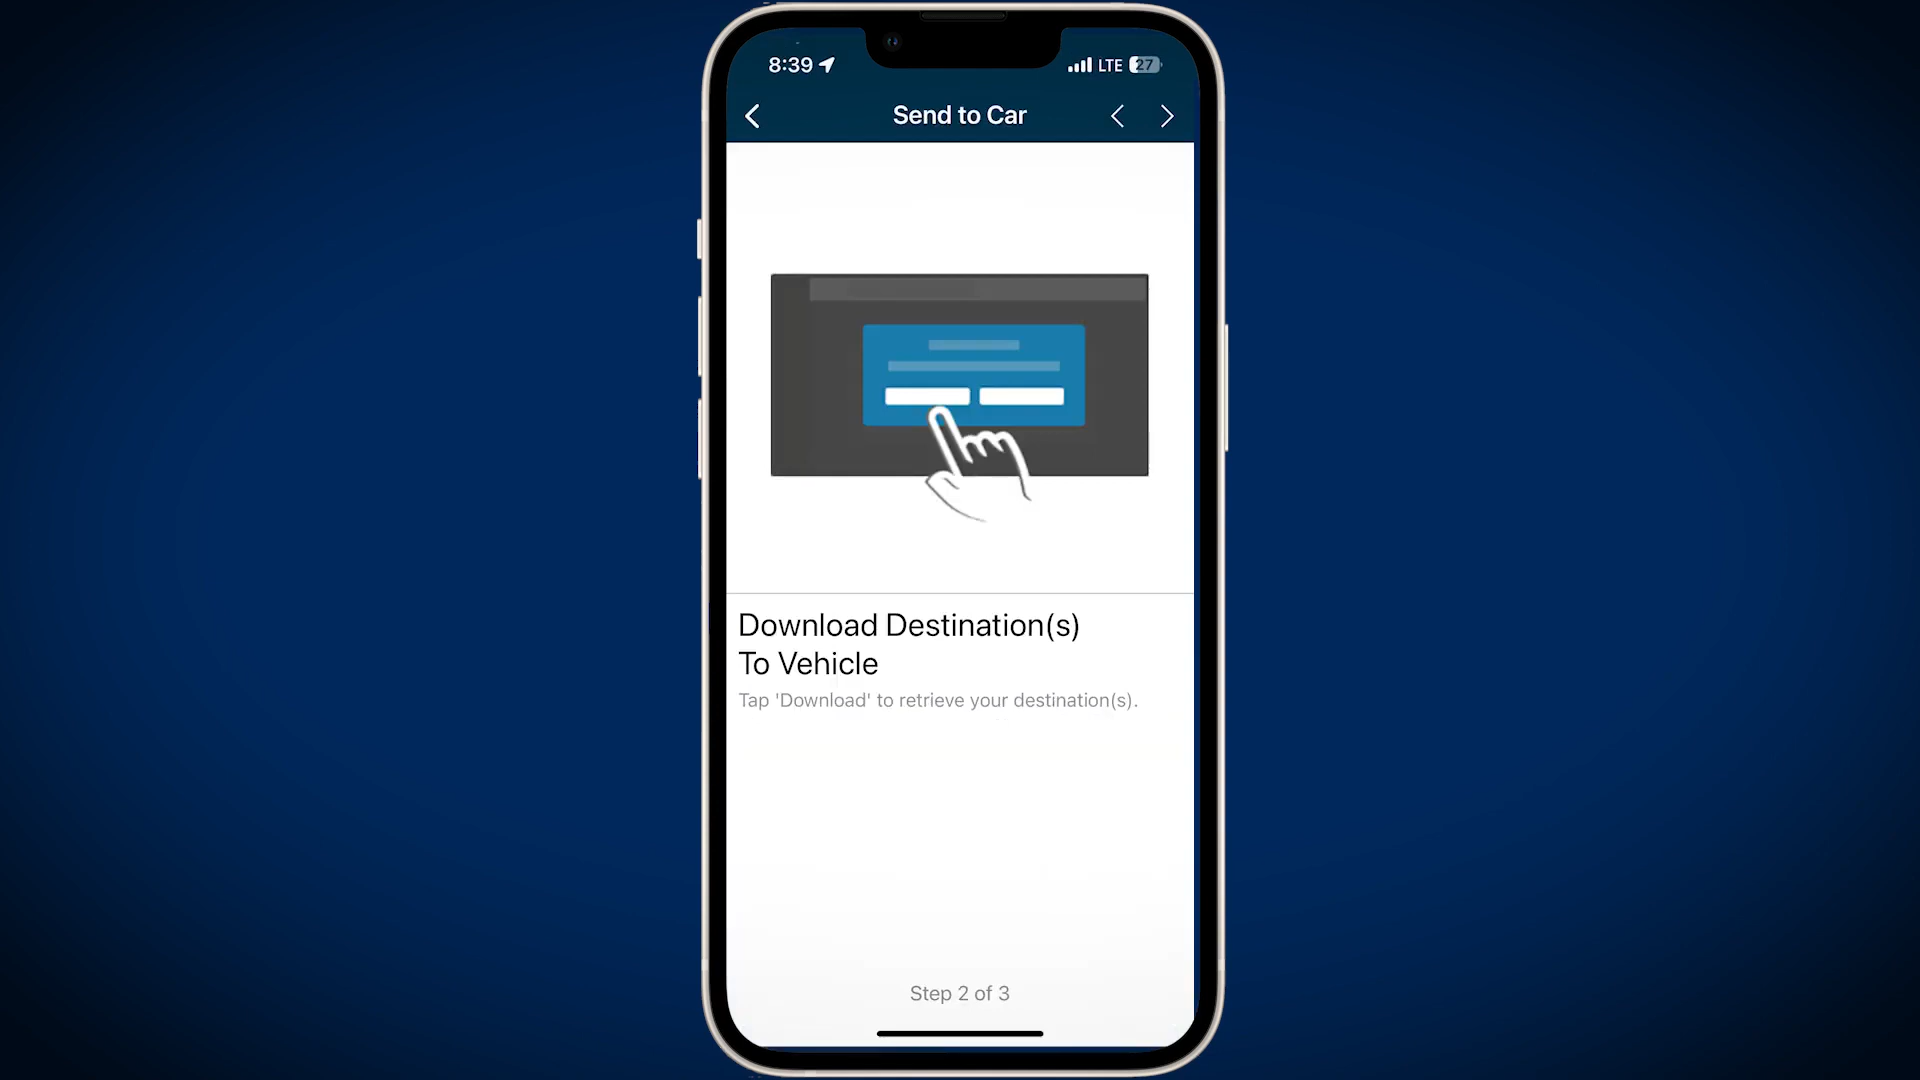 8:39
LTE 27
Send to Car
Download Destination(s)
To Vehicle
Tap 'Download' to retrieve your destination(s).
Step 2 of 3